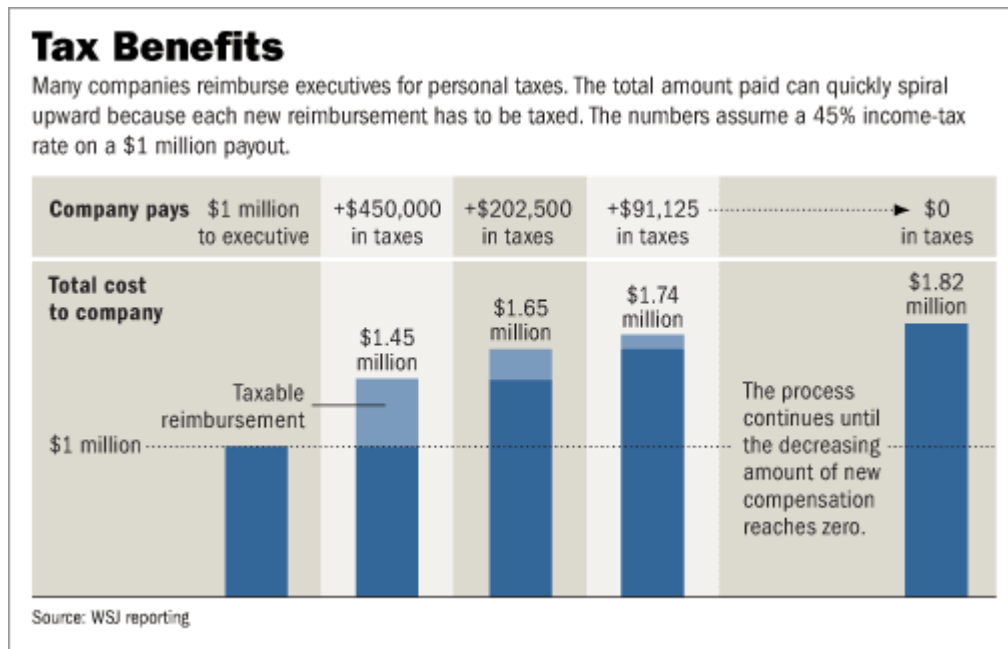 Tax Benefits
Many companies reimburse executives for personal taxes. The total amount paid can quickly spiral
upward because each new reimbursement has to be taxed. The numbers assume a 45% income-tax
rate on a $1 million payout.
Company pays $1 million
to executive
+$450,000
in taxes
+$202,500
in taxes
+$91,125
in taxes
$0
in taxes
Total cost
to company
$1.45
million
$1.65
million
$1.74
million
$1.82
million
Taxable
reimbursement
$1 million
The process
continues until
the decreasing
amount of new
compensation
reaches zero.
Source: WSJ reporting